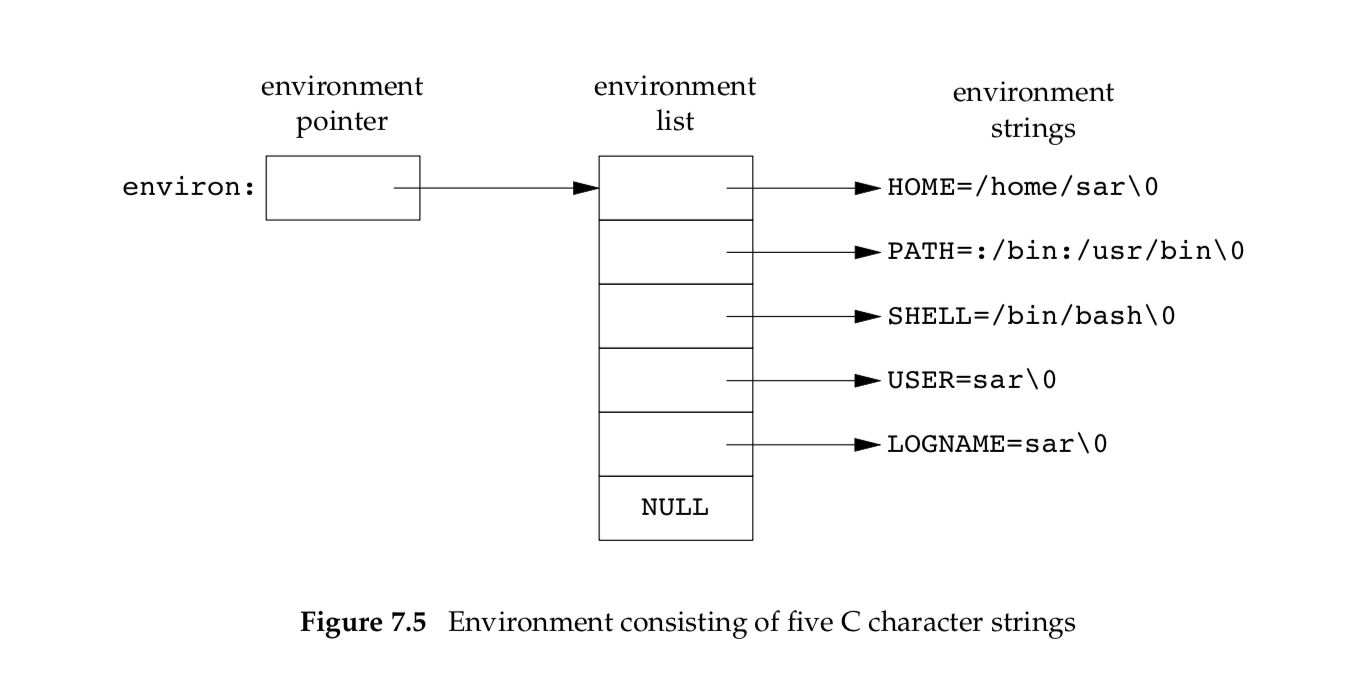 environment
pointer
environment
list
environment
strings
environ:
HOME=/home/sar\0
PATH=:/bin:/usr/bin\0
SHELL=/bin/bash\0
USER=sar\0
LOGNAME=sar\0
NULL
Figure 7.5 Environment consisting of five C character strings